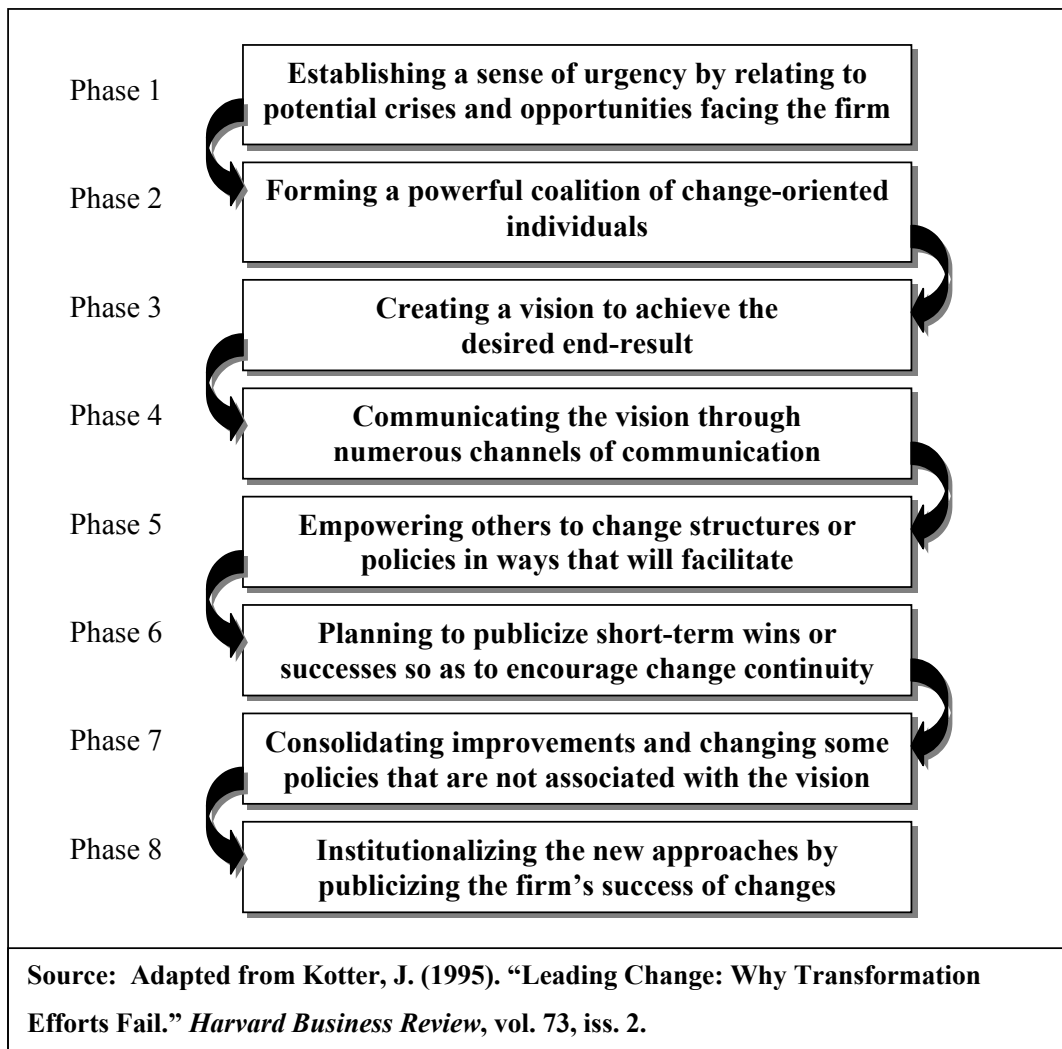 Phase 1
Establishing a sense of urgency by relating to
potential crises and opportunities facing the firm
Phase 2
Forming a powerful coalition of change-oriented
individuals
Phase 3
Creating a vision to achieve the
desired end-result
Phase 4
Communicating the vision through
numerous channels of communication
Phase 5
Empowering others to change structures or
policies in ways that will facilitate
Phase 6
Planning to publicize short-term wins or
successes so as to encourage change continuity
Phase 7
Consolidating improvements and changing some
policies that are not associated with the vision
Phase 8
Institutionalizing the new approaches by
publicizing the firm’s success of changes
Source: Adapted from Kotter, J. (1995). “Leading Change: Why Transformation
Efforts Fail.” Harvard Business Review, vol. 73, iss. 2.